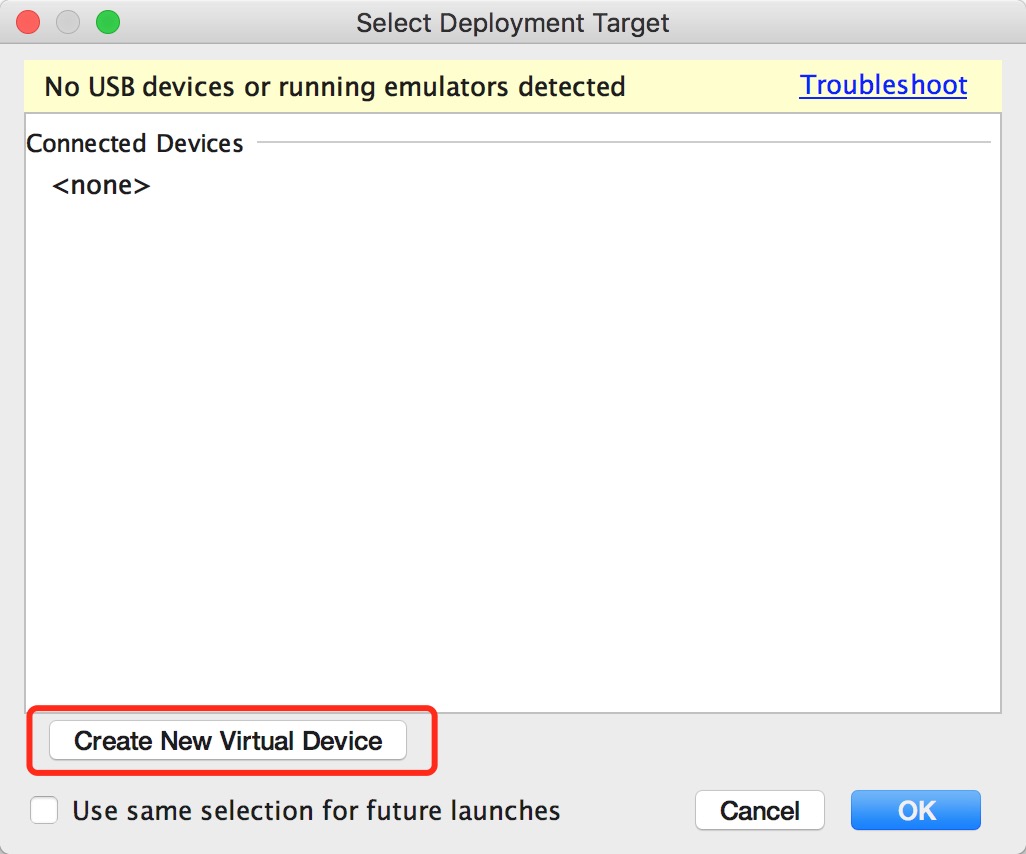 Select Deployment Target
No USB devices or running emulators detected Troubleshoot
Connected Devices
<none>
Create New Virtual Device
Use same selection for future launches Cancel OK